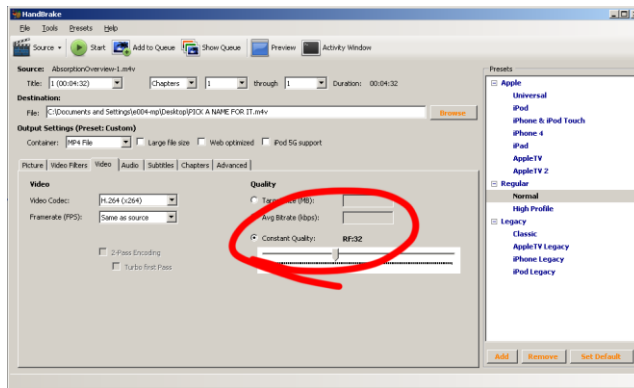 HandBrake
File Tools Presets Help
Source Start Add to Queue Show Queue Preview Activity Window
Source: AbsorptionOverview-1.m4v
Title: 1 (00:04:32) Chapters 1 through 1 Duration: 00:04:32
Destination:
File: C:\Documents and Settings\e004-mp\Desktop\PICK A NAME FOR IT.m4v Browse
Output Settings (Preset: Custom)
Container: MP4 File Large file size Web optimized iPod 5G support
Picture Video Filters Video Audio Subtitles Chapters Advanced
Video
Video Codec: H.264 (x264)
Framerate (FPS): Same as source
2-Pass Encoding
Turbo first Pass
Quality
Target Size (MB):
Avg Bitrate (kbps):
Constant Quality: RF:32
Presets
Apple
Universal
iPod
iPhone & iPod Touch
iPhone 4
iPad
AppleTV
AppleTV 2
Regular
Normal
High Profile
Legacy
Classic
AppleTV Legacy
iPhone Legacy
iPod Legacy
Add Remove Set Default